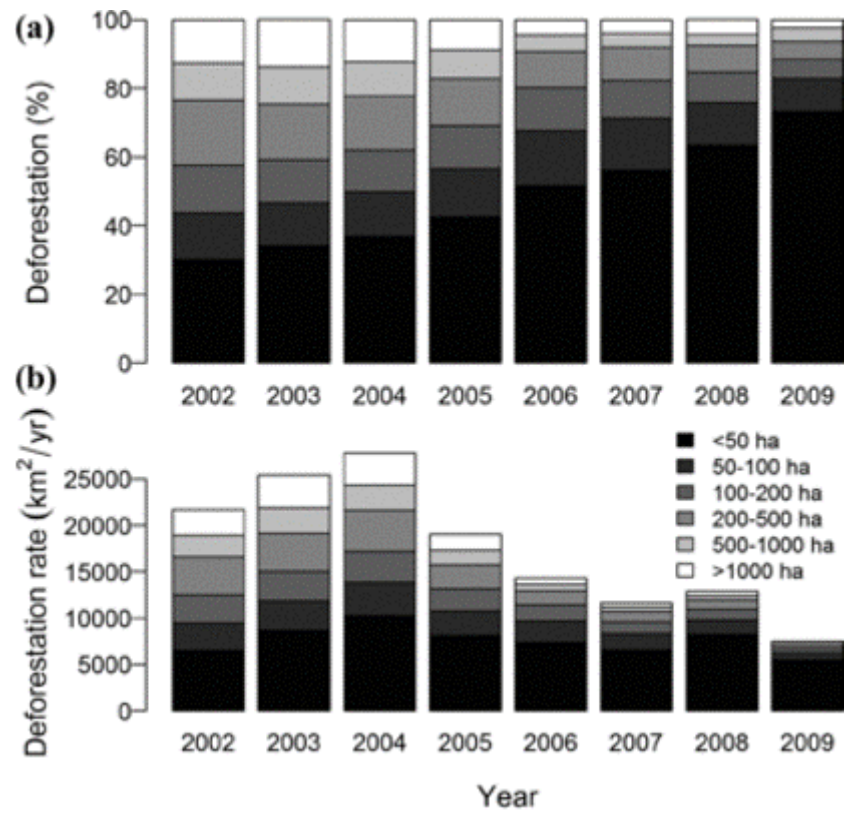 (a)
Deforestation (%)
100
80
60
40
20
0
2002 2003 2004 2005 2006 2007 2008 2009
(b)
Deforestation rate (km²/yr)
25000
20000
15000
10000
5000
0
<50 ha
50-100 ha
100-200 ha
200-500 ha
500-1000 ha
>1000 ha
2002 2003 2004 2005 2006 2007 2008 2009
Year